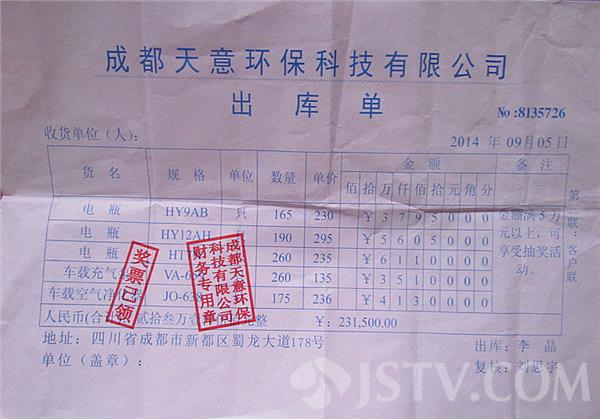 成都天意环保科技有限公司
出库单
№:8135726
收货单位(人): 2014 年 09月05日
货名 规格 单位 数量 单价 金额 备注
佰 拾 万 仟 佰 拾 元 角 分
电瓶 HY9AB 只 165 230 ¥ 3 7 9 5 0 0 0
电瓶 HY12AH 190 295 ¥ 5 6 0 5 0 0 0
电瓶 260 235 ¥ 6 1 1 0 0 0 0
车载充气 260 135 ¥ 3 5 1 0 0 0 0
车载空气净 175 236 ¥ 4 1 3 0 0 0 0
金额满5万
元以上,可
享受抽奖活
动。
第一联:客户联
人民币(合 贰拾叁万壹 整 ¥: 231,500.00
地址: 四川省成都市新都区蜀龙大道178号 出库: 李晶
单位(盖章): 复核: 刘思宇
奖票已领
成都天意环保
科技有限公司
财务专用章
JSTV.COM